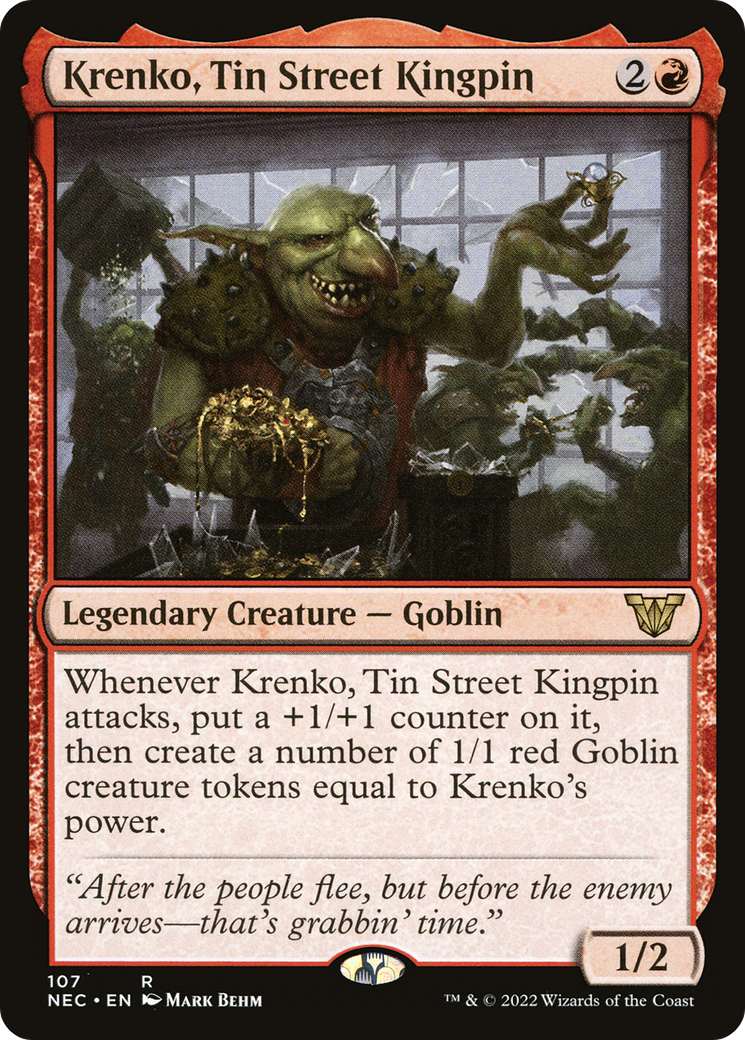 Krenko, Tin Street Kingpin 2
Legendary Creature — Goblin
Whenever Krenko, Tin Street Kingpin
attacks, put a +1/+1 counter on it,
then create a number of 1/1 red Goblin
creature tokens equal to Krenko's
power.
“After the people flee, but before the enemy
arrives—that's grabbin' time.”
1/2
107 R
NEC • EN Mark Behm
™ & © 2022 Wizards of the Coast